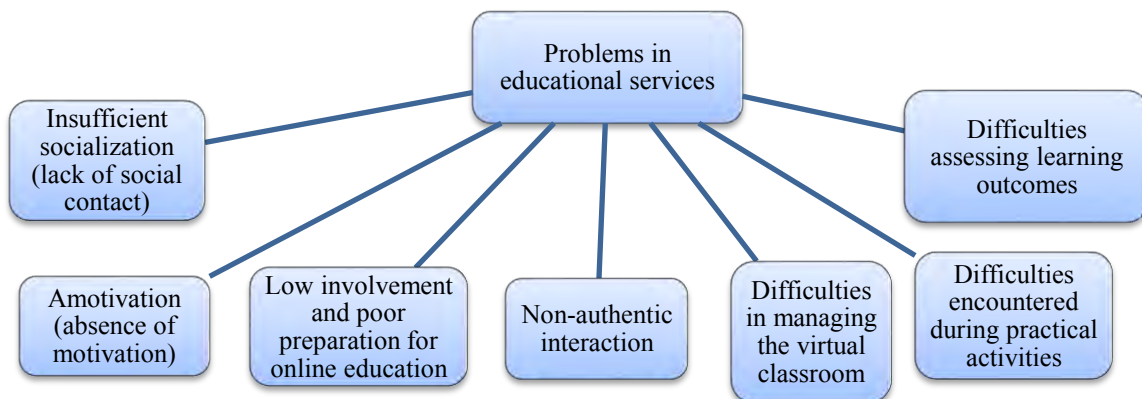 Problems in
educational services
Insufficient
socialization
(lack of social
contact)
Difficulties
assessing learning
outcomes
Amotivation
(absence of
motivation)
Low involvement
and poor
preparation for
online education
Non-authentic
interaction
Difficulties
in managing
the virtual
classroom
Difficulties
encountered
during practical
activities